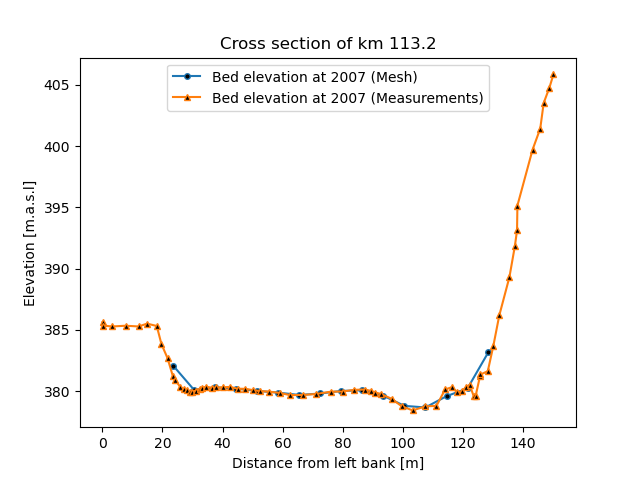 Cross section of km 113.2
Bed elevation at 2007 (Mesh)
Bed elevation at 2007 (Measurements)
Elevation [m.a.s.l]
405
400
395
390
385
380
0 20 40 60 80 100 120 140
Distance from left bank [m]